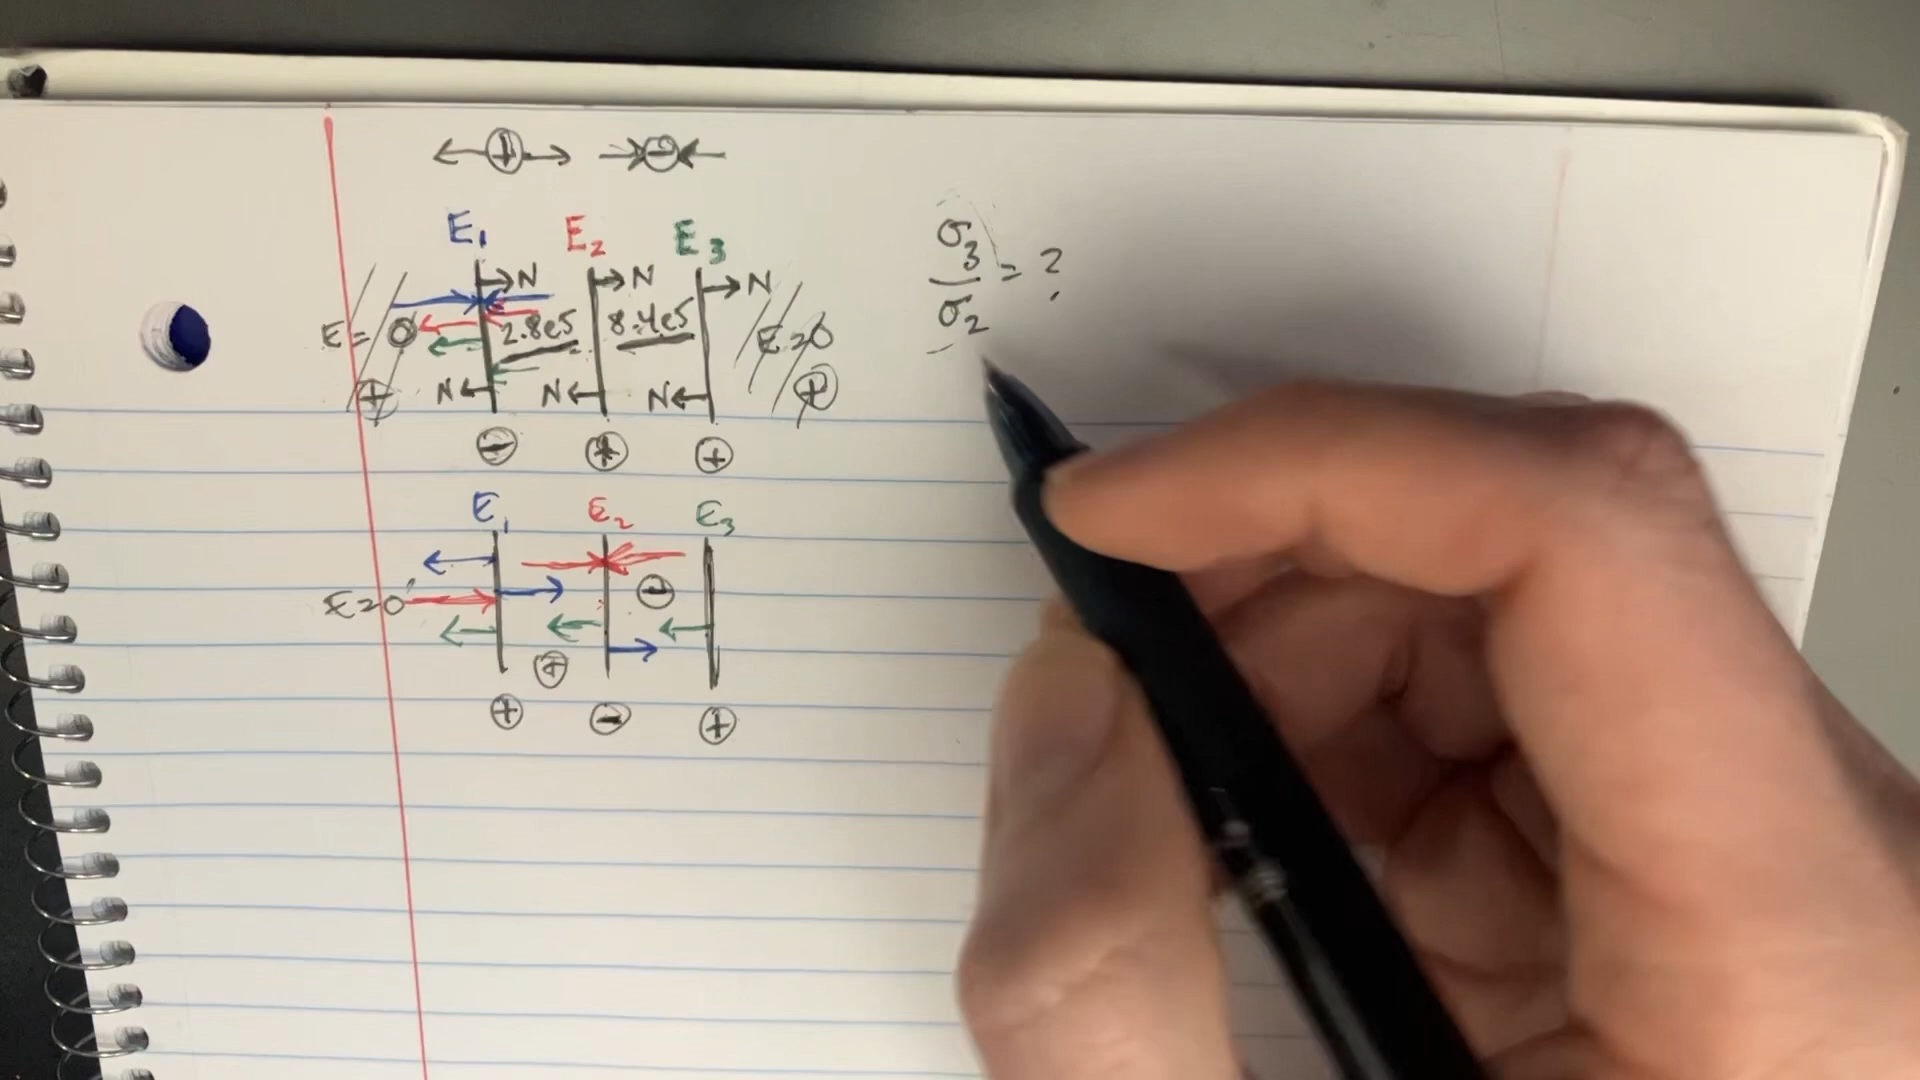 ← + → → - ←
E₁ E₂ E₃
→N →N →N
E = 0 2.8e5 8.4e5 E=0
+ N← N← N← +
- + +
E₁ E₂ E₃
E=0 -
+
+ - +
σ₃/σ₂ = ?